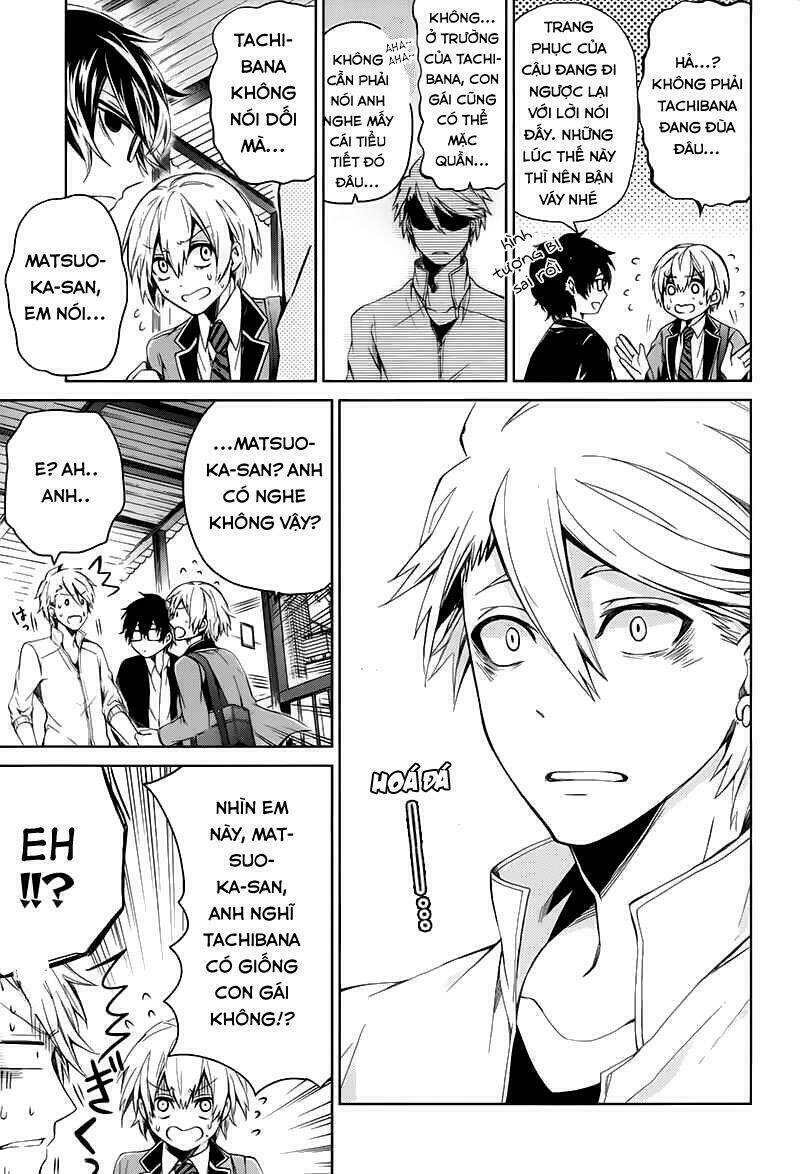 HẢ...?
KHÔNG PHẢI
TACHIBANA
ĐANG ĐÙA
ĐÂU...
TRANG
PHỤC CỦA
CẬU ĐANG ĐI
NGƯỢC LẠI
VỚI LỜI NÓI
ĐẤY. NHỮNG
LÚC THẾ NÀY
THÌ NÊN BẬN
VÁY NHÉ
hình
tượng Bị
sai rồi
KHÔNG...
Ở TRƯỜNG
CỦA TACHI-
BANA, CON
GÁI CŨNG
CÓ THỂ
MẶC
QUẦN...
AHA~
AHA~
KHÔNG
CẦN PHẢI
NÓI ANH
NGHE MẤY
CÁI TIỂU
TIẾT ĐÓ
ĐÂU...
TACHI-
BANA
KHÔNG
NÓI DỐI
MÀ...
MATSUO-
KA-SAN,
EM NÓI...
HOÁ ĐÁ
...MATSUO-
KA-SAN? ANH
CÓ NGHE
KHÔNG VẬY?
E? AH..
ANH..
はっ
NHÌN EM
NÀY, MAT-
SUO-
KA-SAN,
ANH NGHĨ
TACHIBANA
CÓ GIỐNG
CON GÁI
KHÔNG!?
EH
!!?
ぎくっ